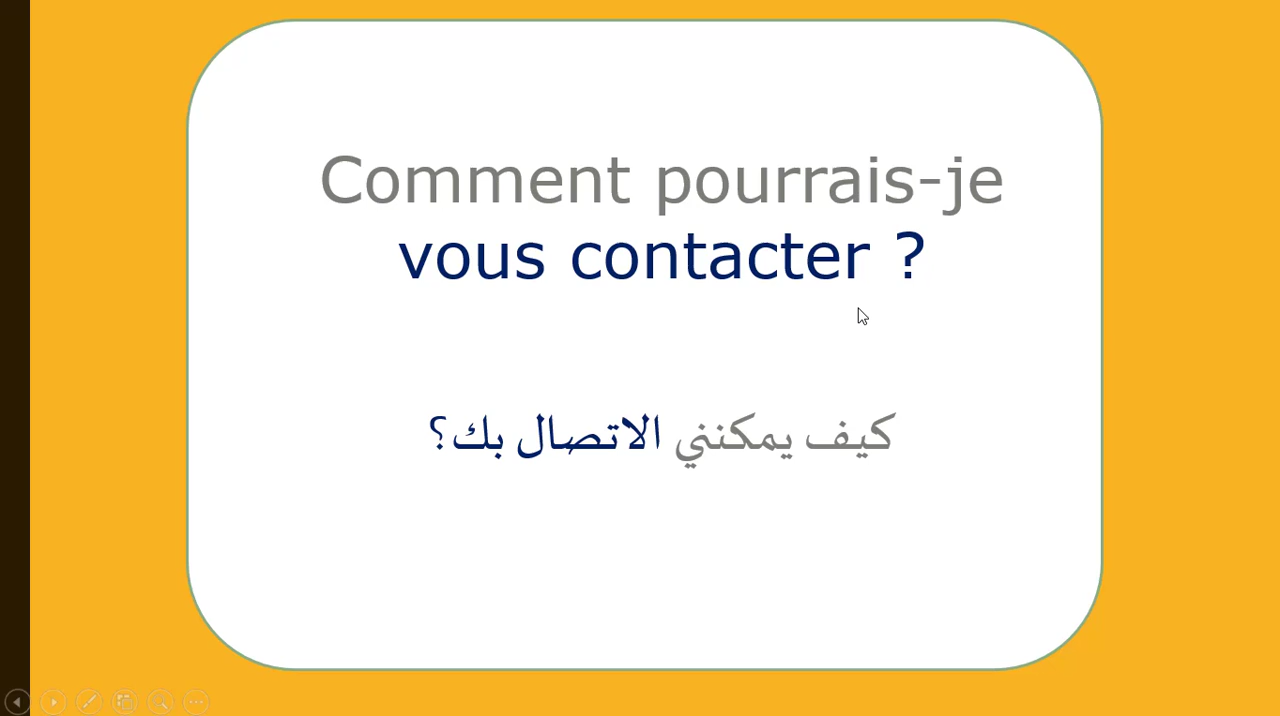 Comment pourrais-je
vous contacter ?
كيف يمكنني الاتصال بك؟